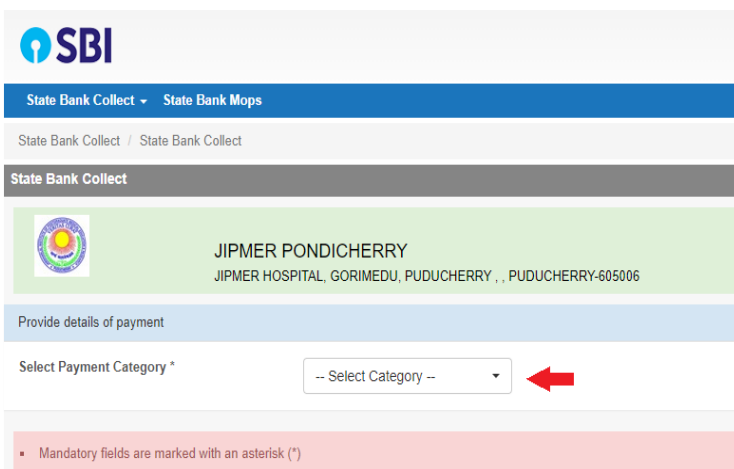 SBI
State Bank Collect State Bank Mops
State Bank Collect / State Bank Collect
State Bank Collect
JIPMER PONDICHERRY
JIPMER HOSPITAL, GORIMEDU, PUDUCHERRY , , PUDUCHERRY-605006
Provide details of payment
Select Payment Category *
-- Select Category --
Mandatory fields are marked with an asterisk (*)